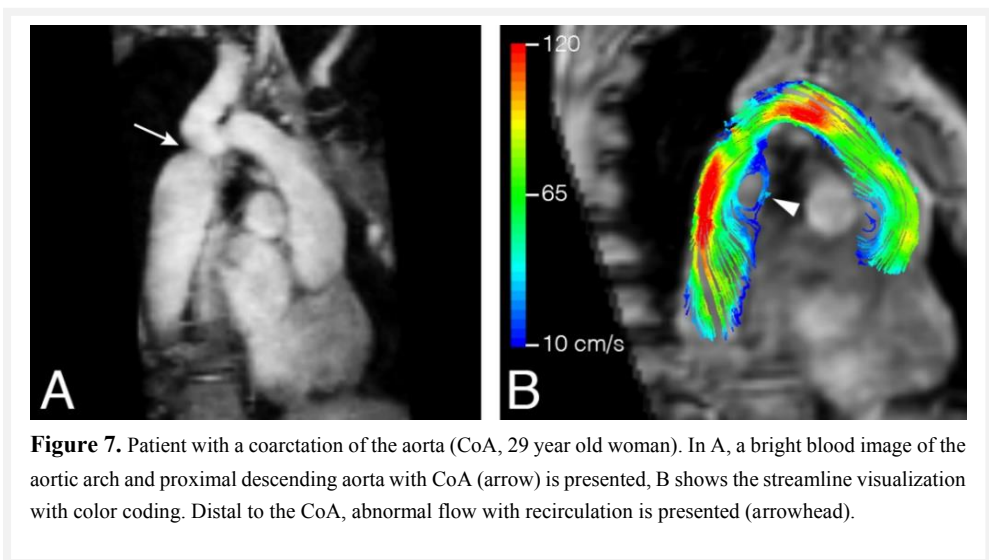 120
65
10 cm/s
A
B
Figure 7. Patient with a coarctation of the aorta (CoA, 29 year old woman). In A, a bright blood image of the
aortic arch and proximal descending aorta with CoA (arrow) is presented, B shows the streamline visualization
with color coding. Distal to the CoA, abnormal flow with recirculation is presented (arrowhead).